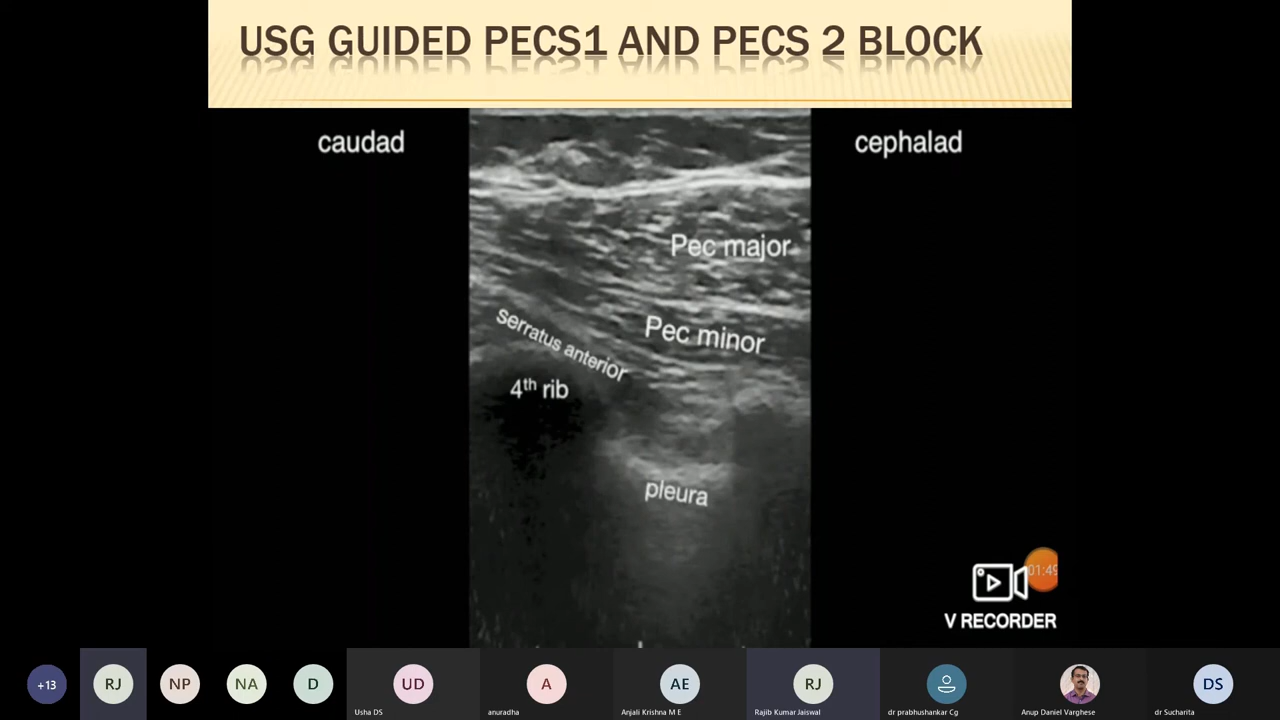 USG GUIDED PECS1 AND PECS 2 BLOCK
caudad
cephalad
Pec major
Pec minor
serratus anterior
4th rib
pleura
01:49
V RECORDER
+13
RJ
NP
NA
D
UD
A
AE
RJ
DS
Usha DS
anuradha
Anjali Krishna M E
Rajib Kumar Jaiswal
dr prabhushankar Cg
Anup Daniel Varghese
dr Sucharita